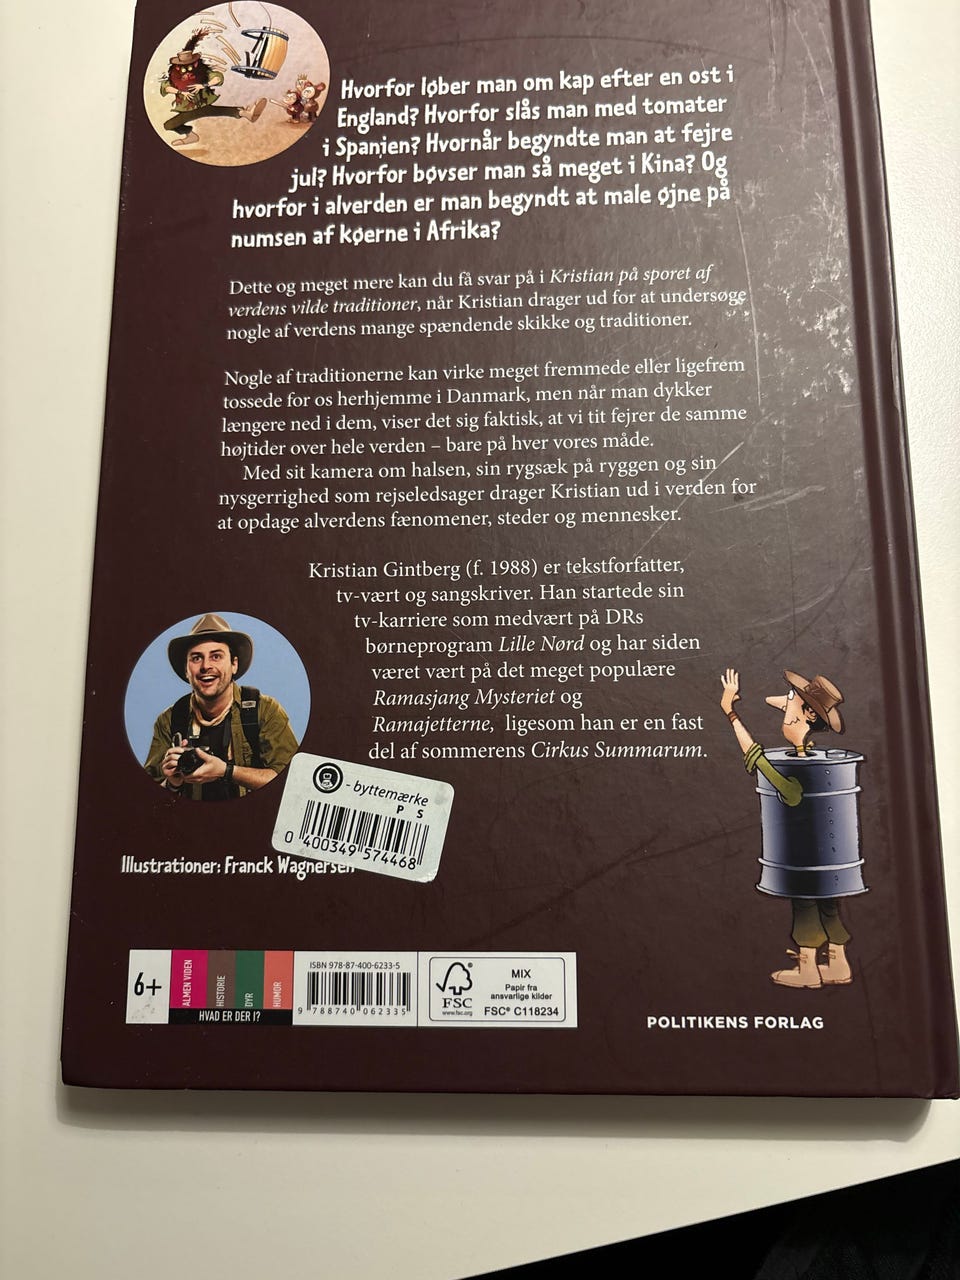 Hvorfor løber man om kap efter en ost i
England? Hvorfor slås man med tomater
i Spanien? Hvornår begyndte man at fejre
jul? Hvorfor bøvser man så meget i Kina? Og
hvorfor i alverden er man begyndt at male øjne på
numsen af køerne i Afrika?
Dette og meget mere kan du få svar på i Kristian på sporet af
verdens vilde traditioner, når Kristian drager ud for at undersøge
nogle af verdens mange spændende skikke og traditioner.
Nogle af traditionerne kan virke meget fremmede eller ligefrem
tossede for os herhjemme i Danmark, men når man dykker
længere ned i dem, viser det sig faktisk, at vi tit fejrer de samme
højtider over hele verden – bare på hver vores måde.
Med sit kamera om halsen, sin rygsæk på ryggen og sin
nysgerrighed som rejseledsager drager Kristian ud i verden for
at opdage alverdens fænomener, steder og mennesker.
Kristian Gintberg (f. 1988) er tekstforfatter,
tv-vært og sangskriver. Han startede sin
tv-karriere som medvært på DRs
børneprogram Lille Nørd og har siden
været vært på det meget populære
Ramasjang Mysteriet og
Ramajetterne, ligesom han er en fast
del af sommerens Cirkus Summarum.
- byttemærke
P S
0 400349 574468
Illustrationer: Franck Wagnersen
6+
ALMEN VIDEN
HISTORIE
DYR
HUMOR
HVAD ER DER I?
ISBN 978-87-400-6233-5
9 788740 062335
FSC
www.fsc.org
MIX
Papir fra
ansvarlige kilder
FSC® C118234
POLITIKENS FORLAG